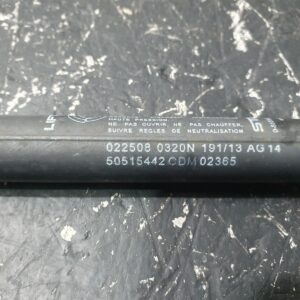 HAUTE PRESSION
NE PAS OUVRIR, NE PAS CHAUFFER,
SUIVRE REGLES DE NEUTRALISATION
LIF
022508 0320N 191/13 AG 14
50515442 CDM 02365